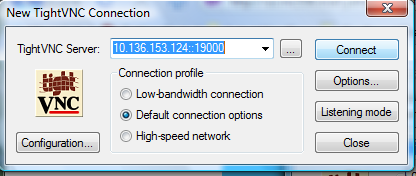 New TightVNC Connection
TightVNC Server: 10.136.153.124::19000 ... Connect
Connection profile
Low-bandwidth connection
Default connection options
High-speed network
Options...
Listening mode
tight
VNC
Configuration... Close